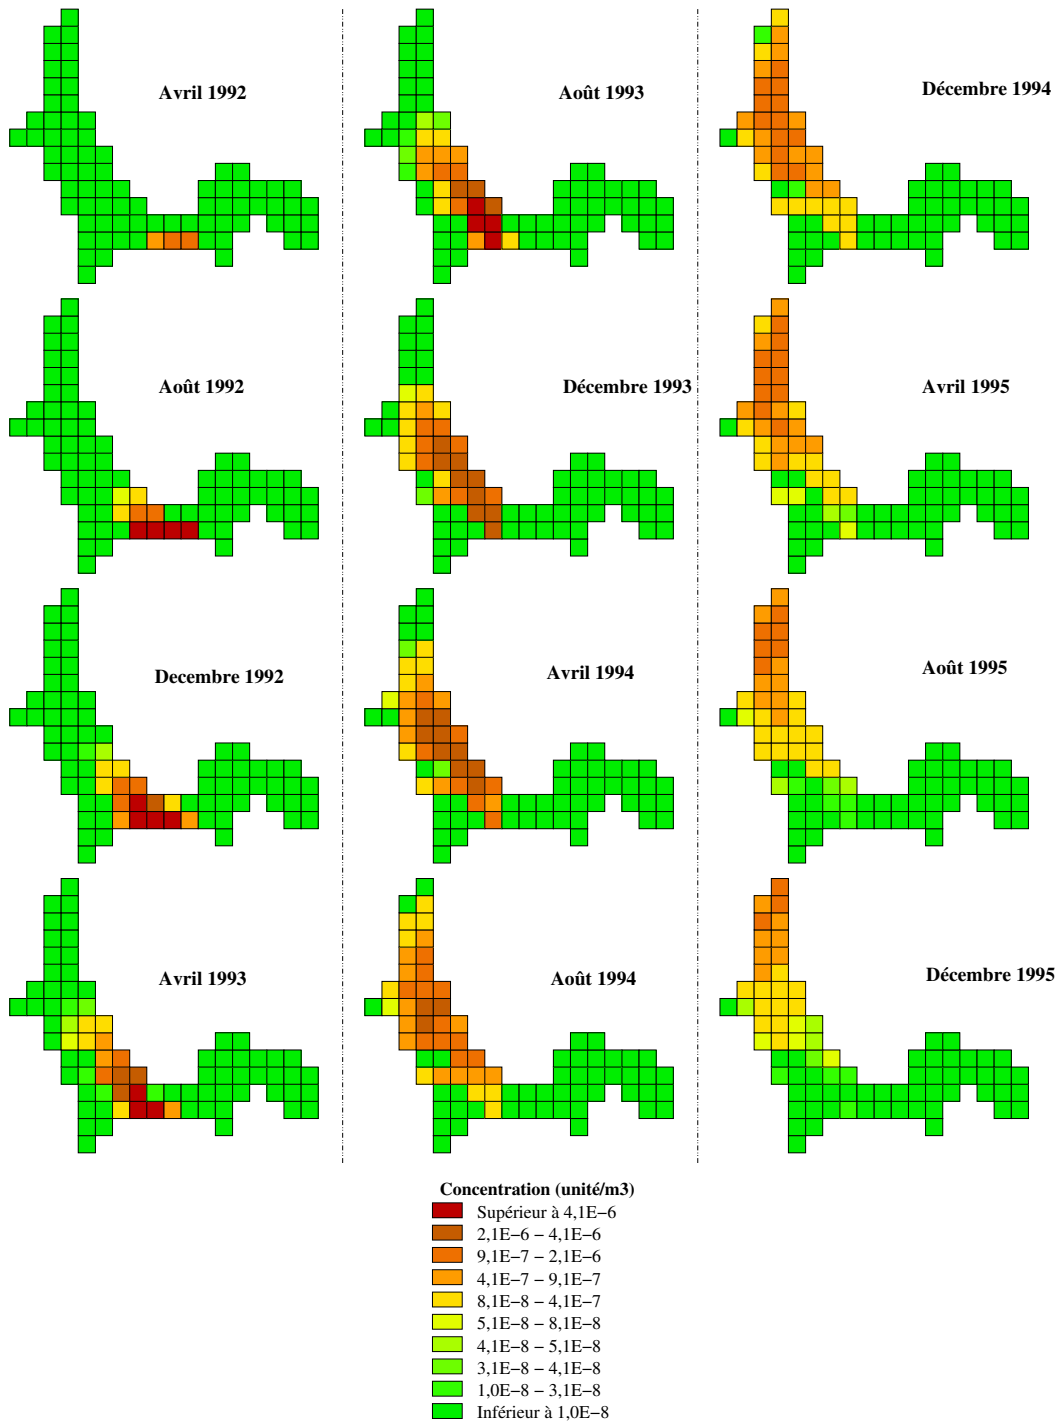 Avril 1992
Août 1993
Décembre 1994
Août 1992
Décembre 1993
Avril 1995
Decembre 1992
Avril 1994
Août 1995
Avril 1993
Août 1994
Décembre 1995
Concentration (unité/m3)
Supérieur à 4,1E−6
2,1E−6 − 4,1E−6
9,1E−7 − 2,1E−6
4,1E−7 − 9,1E−7
8,1E−8 − 4,1E−7
5,1E−8 − 8,1E−8
4,1E−8 − 5,1E−8
3,1E−8 − 4,1E−8
1,0E−8 − 3,1E−8
Inférieur à 1,0E−8